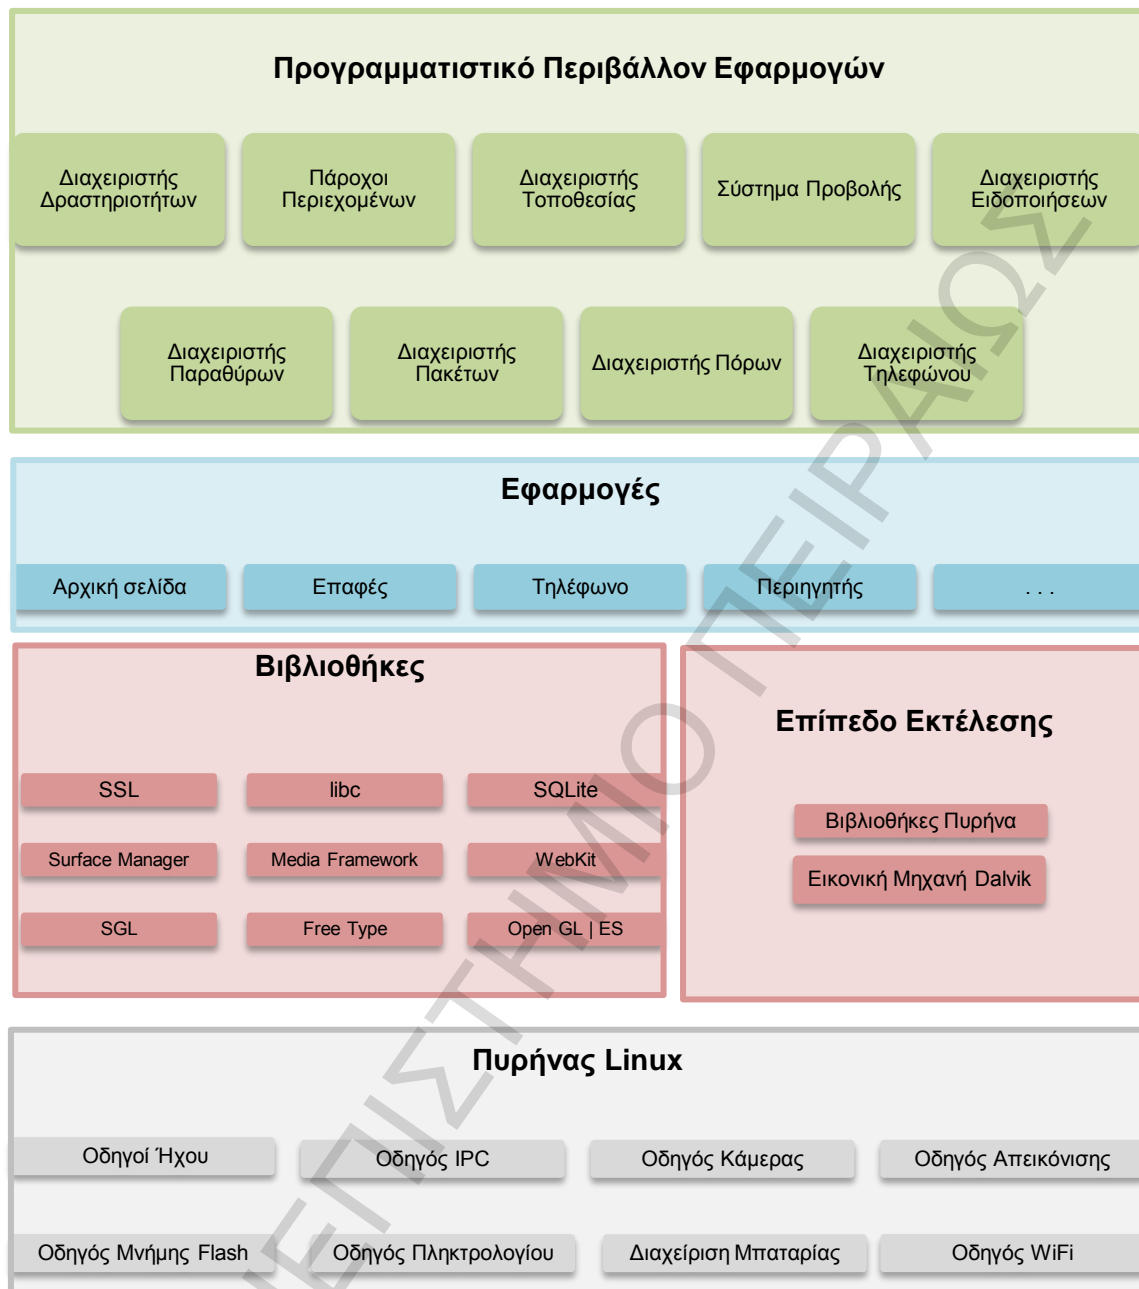 Προγραμματιστικό Περιβάλλον Εφαρμογών
Διαχειριστής
Δραστηριοτήτων
Πάροχοι
Περιεχομένων
Διαχειριστής
Τοποθεσίας
Σύστημα Προβολής
Διαχειριστής
Ειδοποιήσεων
Διαχειριστής
Παραθύρων
Διαχειριστής
Πακέτων
Διαχειριστής Πόρων
Διαχειριστής
Τηλεφώνου
Εφαρμογές
Αρχική σελίδα
Επαφές
Τηλέφωνο
Περιηγητής
. . .
Βιβλιοθήκες
SSL
libc
SQLite
Surface Manager
Media Framework
WebKit
SGL
Free Type
Open GL | ES
Επίπεδο Εκτέλεσης
Βιβλιοθήκες Πυρήνα
Εικονική Μηχανή Dalvik
Πυρήνας Linux
Οδηγοί Ήχου
Οδηγός IPC
Οδηγός Κάμερας
Οδηγός Απεικόνισης
Οδηγός Μνήμης Flash
Οδηγός Πληκτρολογίου
Διαχείριση Μπαταρίας
Οδηγός WiFi
ΕΠΙΣΤΗΜΙΟ ΠΕΙΡΑΙΩΣ